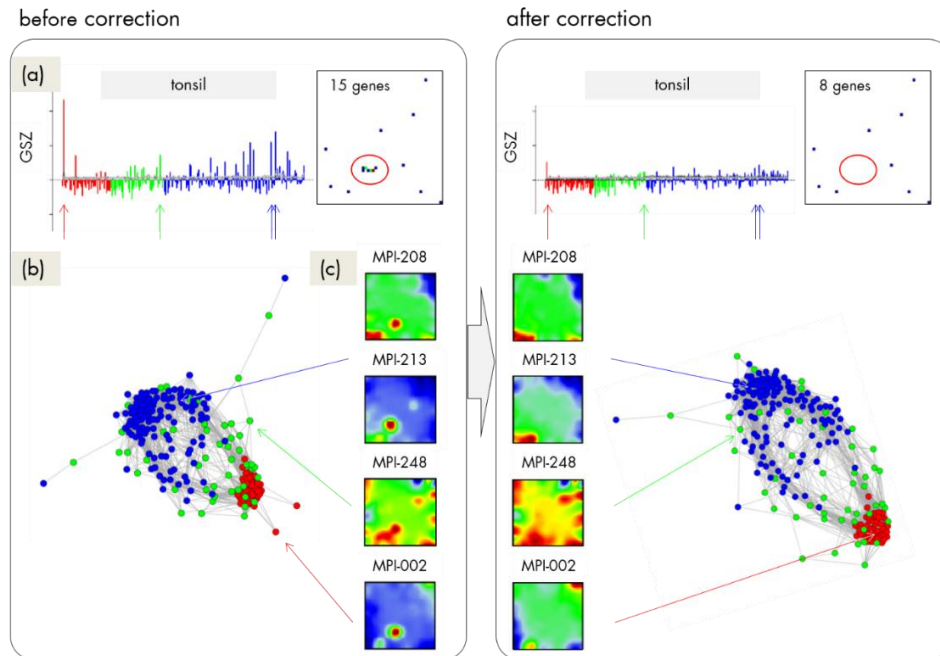 before correction
(a)
tonsil
GSZ
15 genes
(b)
(c)
MPI-208
MPI-213
MPI-248
MPI-002
after correction
tonsil
GSZ
8 genes
MPI-208
MPI-213
MPI-248
MPI-002